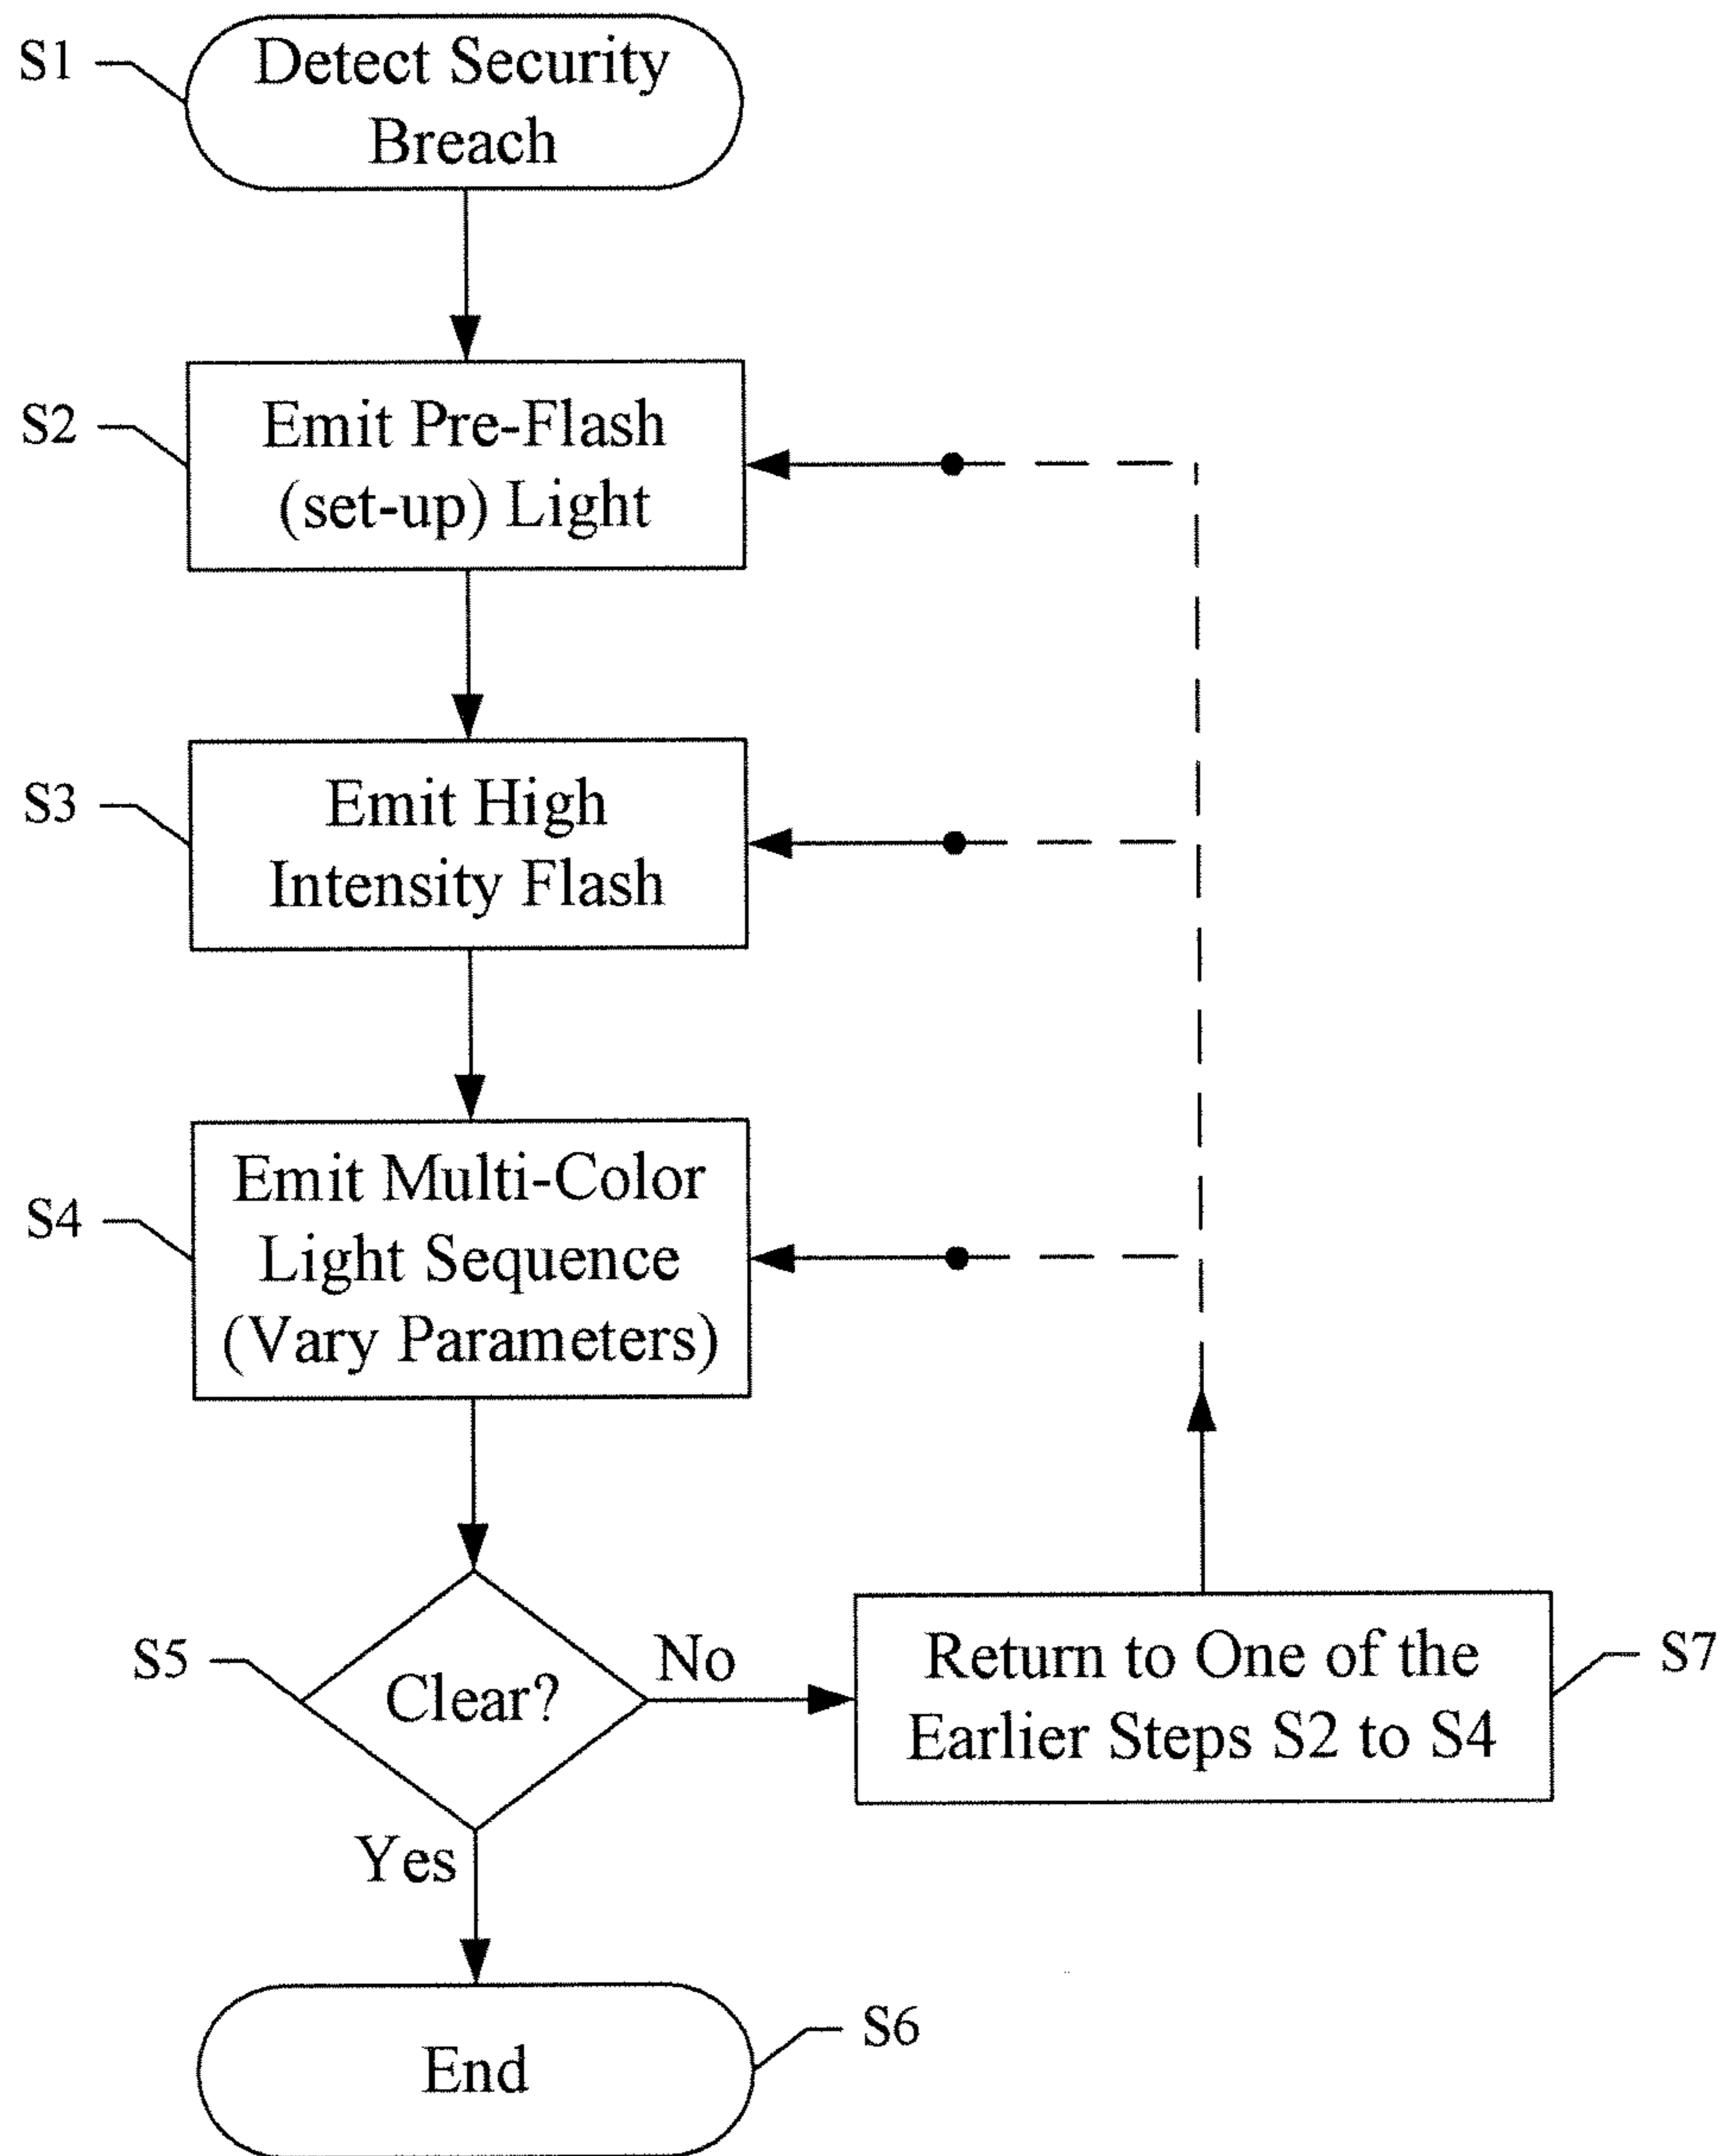 S1
Detect Security
Breach
S2
Emit Pre-Flash
(set-up) Light
S3
Emit High
Intensity Flash
S4
Emit Multi-Color
Light Sequence
(Vary Parameters)
S5
Clear?
No
Return to One of the
Earlier Steps S2 to S4
S7
Yes
End
S6